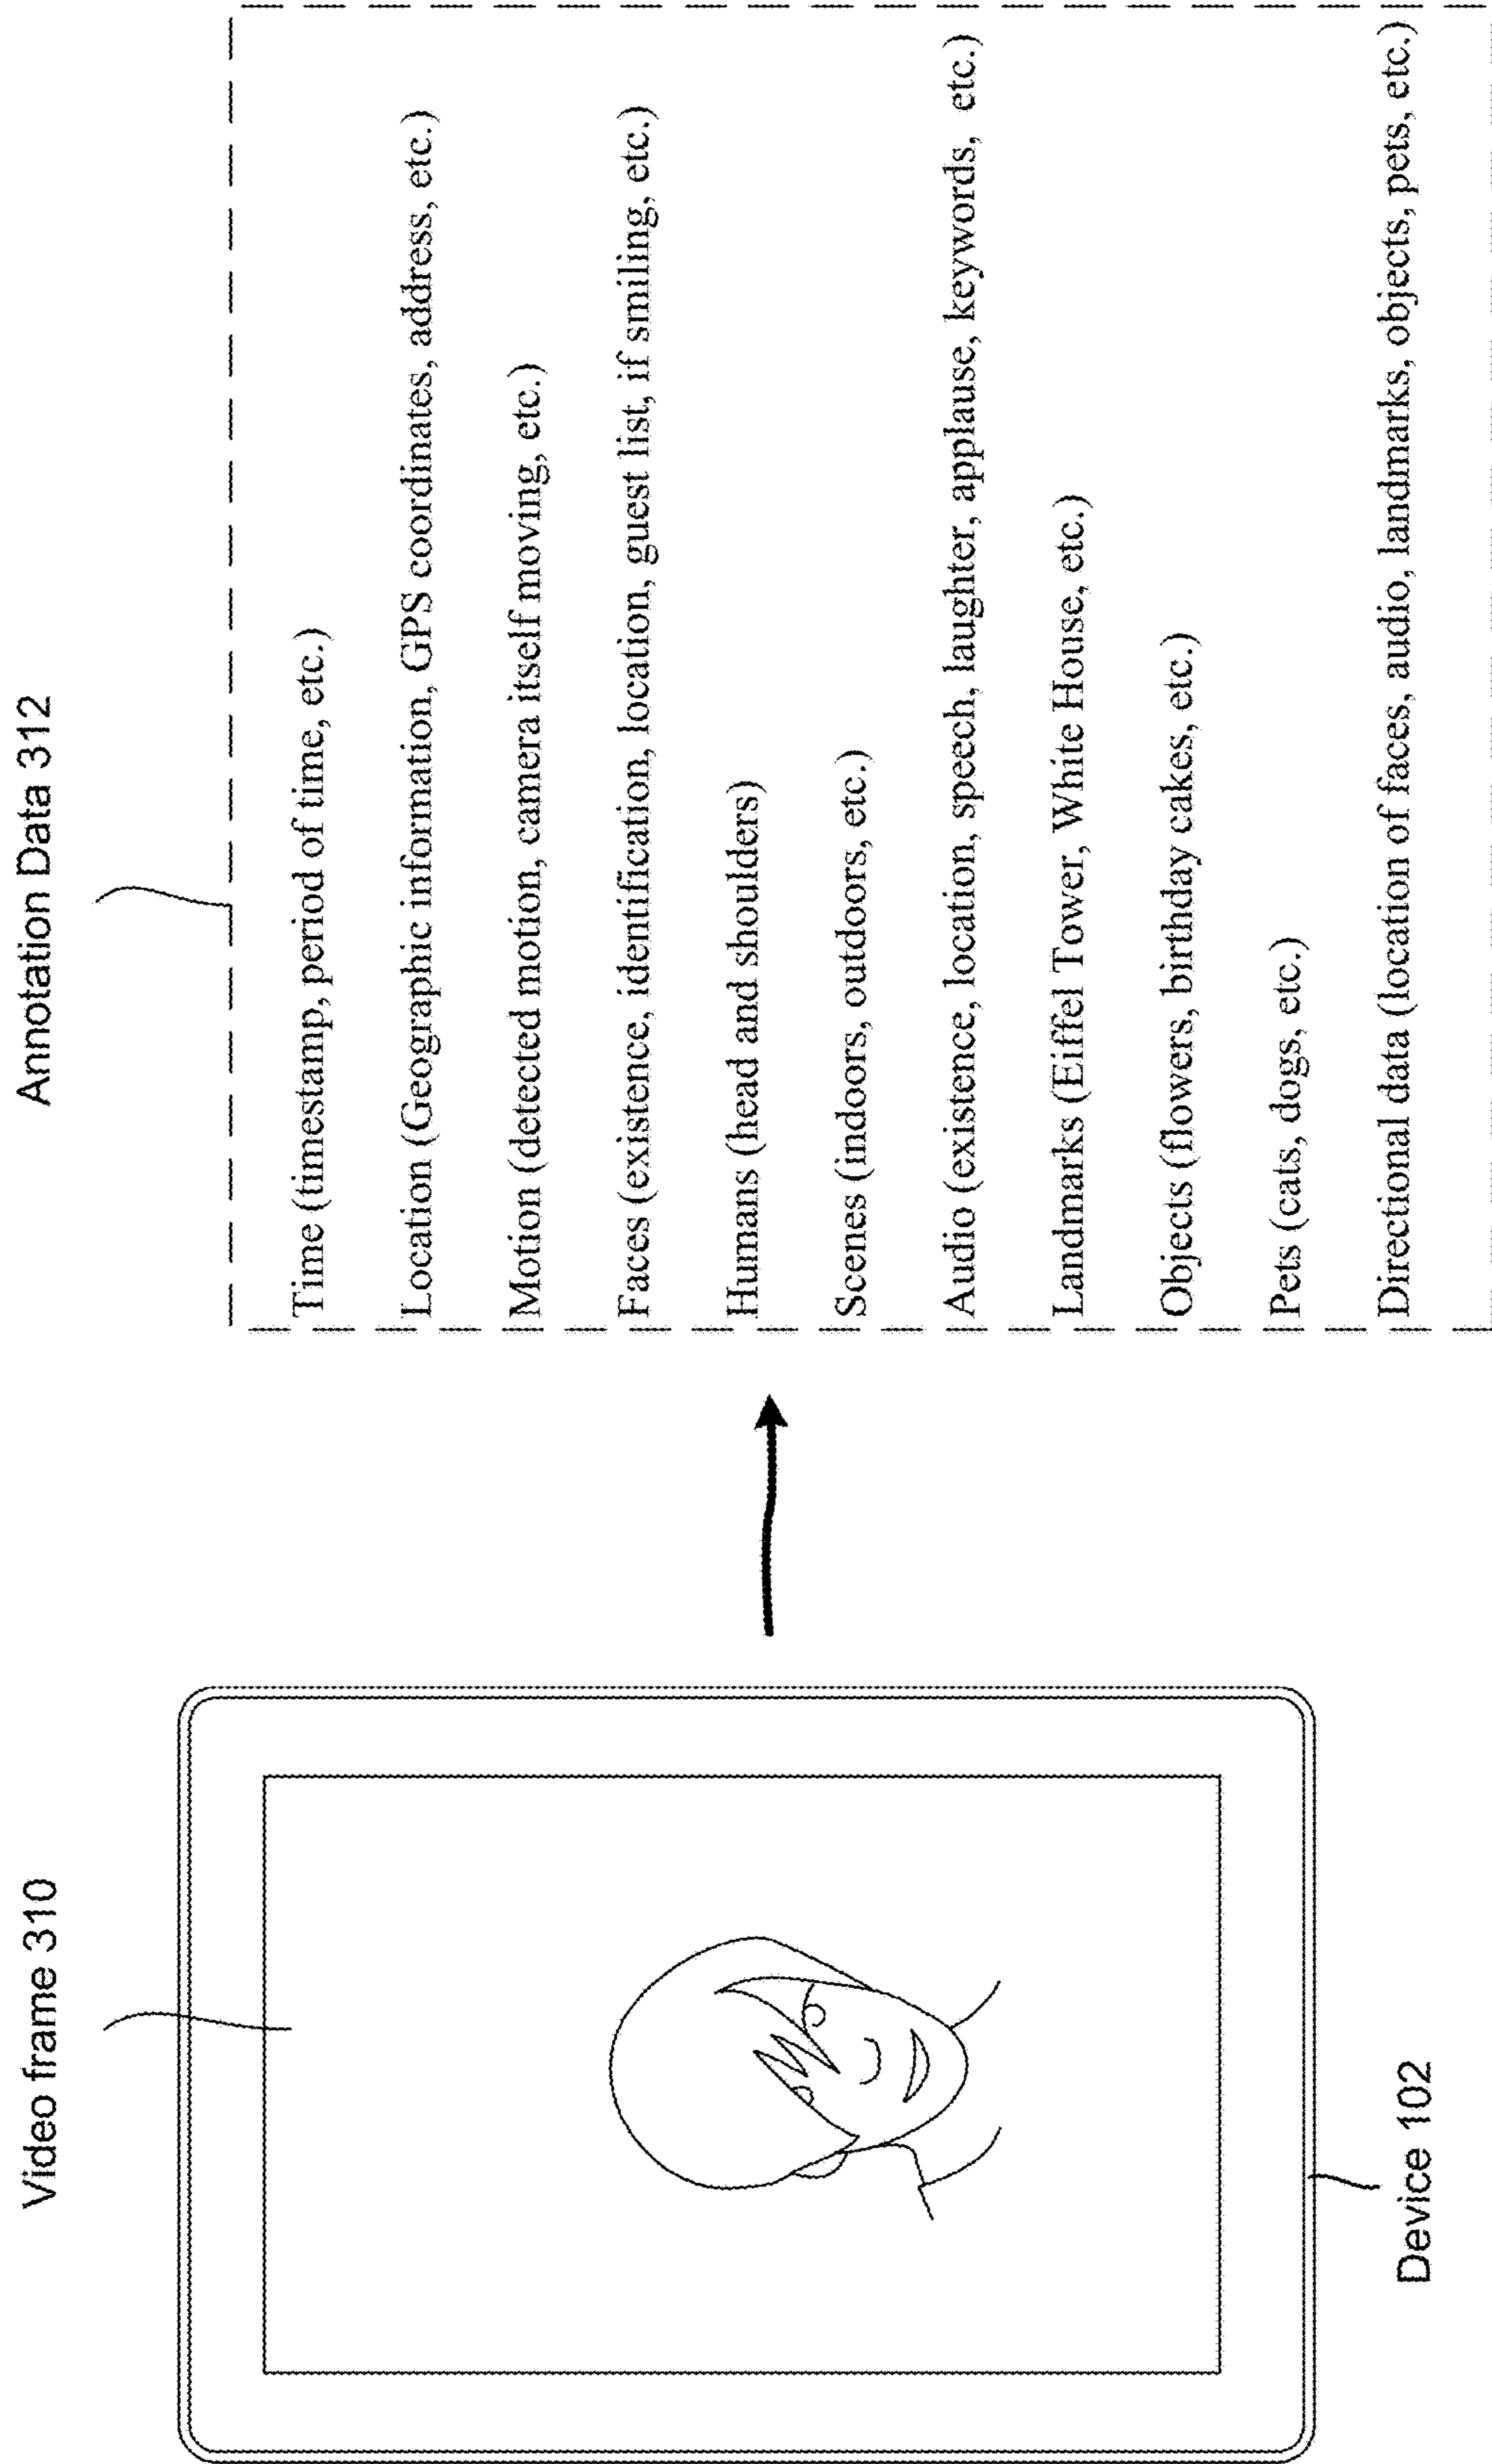 Video frame 310
Device 102
Annotation Data 312
Time (timestamp, period of time, etc.)
Location (Geographic information, GPS coordinates, address, etc.)
Motion (detected motion, camera itself moving, etc.)
Faces (existence, identification, location, guest list, if smiling, etc.)
Humans (head and shoulders)
Scenes (indoors, outdoors, etc.)
Audio (existence, location, speech, laughter, applause, keywords, etc.)
Landmarks (Eiffel Tower, White House, etc.)
Objects (flowers, birthday cakes, etc.)
Pets (cats, dogs, etc.)
Directional data (location of faces, audio, landmarks, objects, pets, etc.)